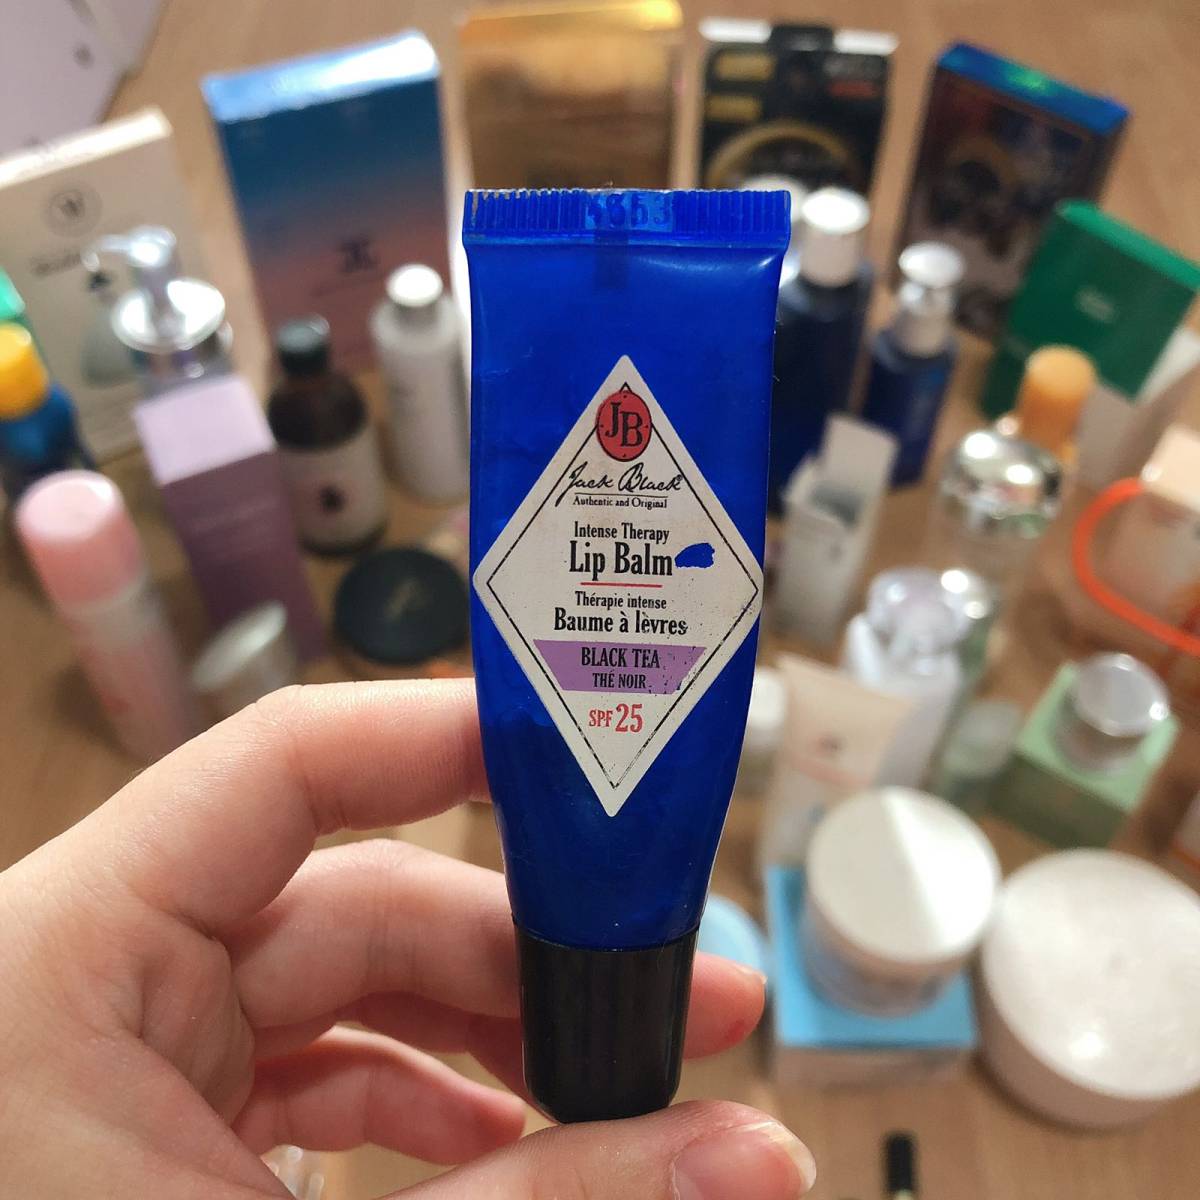 4653
JB
Jack Black
Authentic and Original
Intense Therapy
Lip Balm
Thérapie intense
Baume à lèvres
BLACK TEA
THÉ NOIR
SPF 25